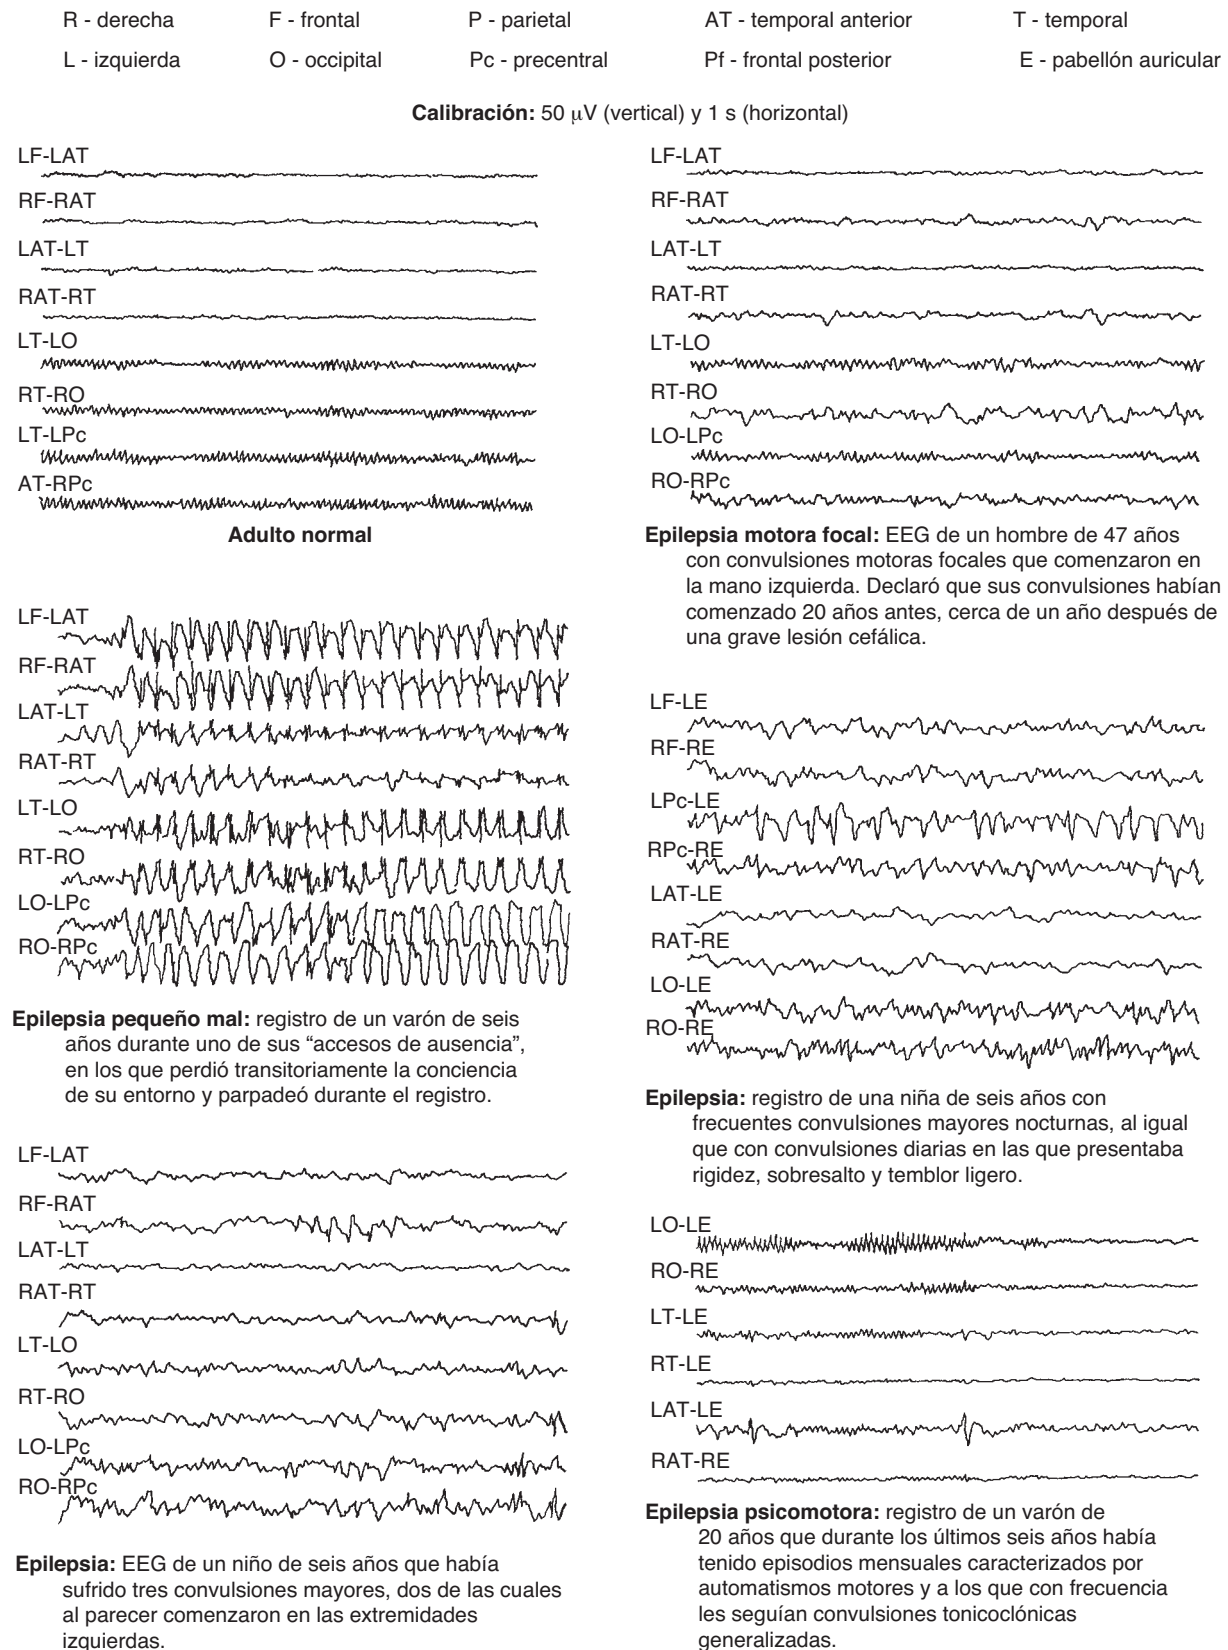 R - derecha F - frontal P - parietal AT - temporal anterior T - temporal
L - izquierda O - occipital Pc - precentral Pf - frontal posterior E - pabellón auricular
Calibración: 50 μV (vertical) y 1 s (horizontal)
LF-LAT
RF-RAT
LAT-LT
RAT-RT
LT-LO
RT-RO
LT-LPc
AT-RPc
Adulto normal
LF-LAT
RF-RAT
LAT-LT
RAT-RT
LT-LO
RT-RO
LO-LPc
RO-RPc
Epilepsia pequeño mal: registro de un varón de seis
años durante uno de sus “accesos de ausencia”,
en los que perdió transitoriamente la conciencia
de su entorno y parpadeó durante el registro.
LF-LAT
RF-RAT
LAT-LT
RAT-RT
LT-LO
RT-RO
LO-LPc
RO-RPc
Epilepsia: EEG de un niño de seis años que había
sufrido tres convulsiones mayores, dos de las cuales
al parecer comenzaron en las extremidades
izquierdas.
LF-LAT
RF-RAT
LAT-LT
RAT-RT
LT-LO
RT-RO
LO-LPc
RO-RPc
Epilepsia motora focal: EEG de un hombre de 47 años
con convulsiones motoras focales que comenzaron en
la mano izquierda. Declaró que sus convulsiones habían
comenzado 20 años antes, cerca de un año después de
una grave lesión cefálica.
LF-LE
RF-RE
LPc-LE
RPc-RE
LAT-LE
RAT-RE
LO-LE
RO-RE
Epilepsia: registro de una niña de seis años con
frecuentes convulsiones mayores nocturnas, al igual
que con convulsiones diarias en las que presentaba
rigidez, sobresalto y temblor ligero.
LO-LE
RO-RE
LT-LE
RT-LE
LAT-LE
RAT-RE
Epilepsia psicomotora: registro de un varón de
20 años que durante los últimos seis años había
tenido episodios mensuales caracterizados por
automatismos motores y a los que con frecuencia
les seguían convulsiones tonicoclónicas
generalizadas.